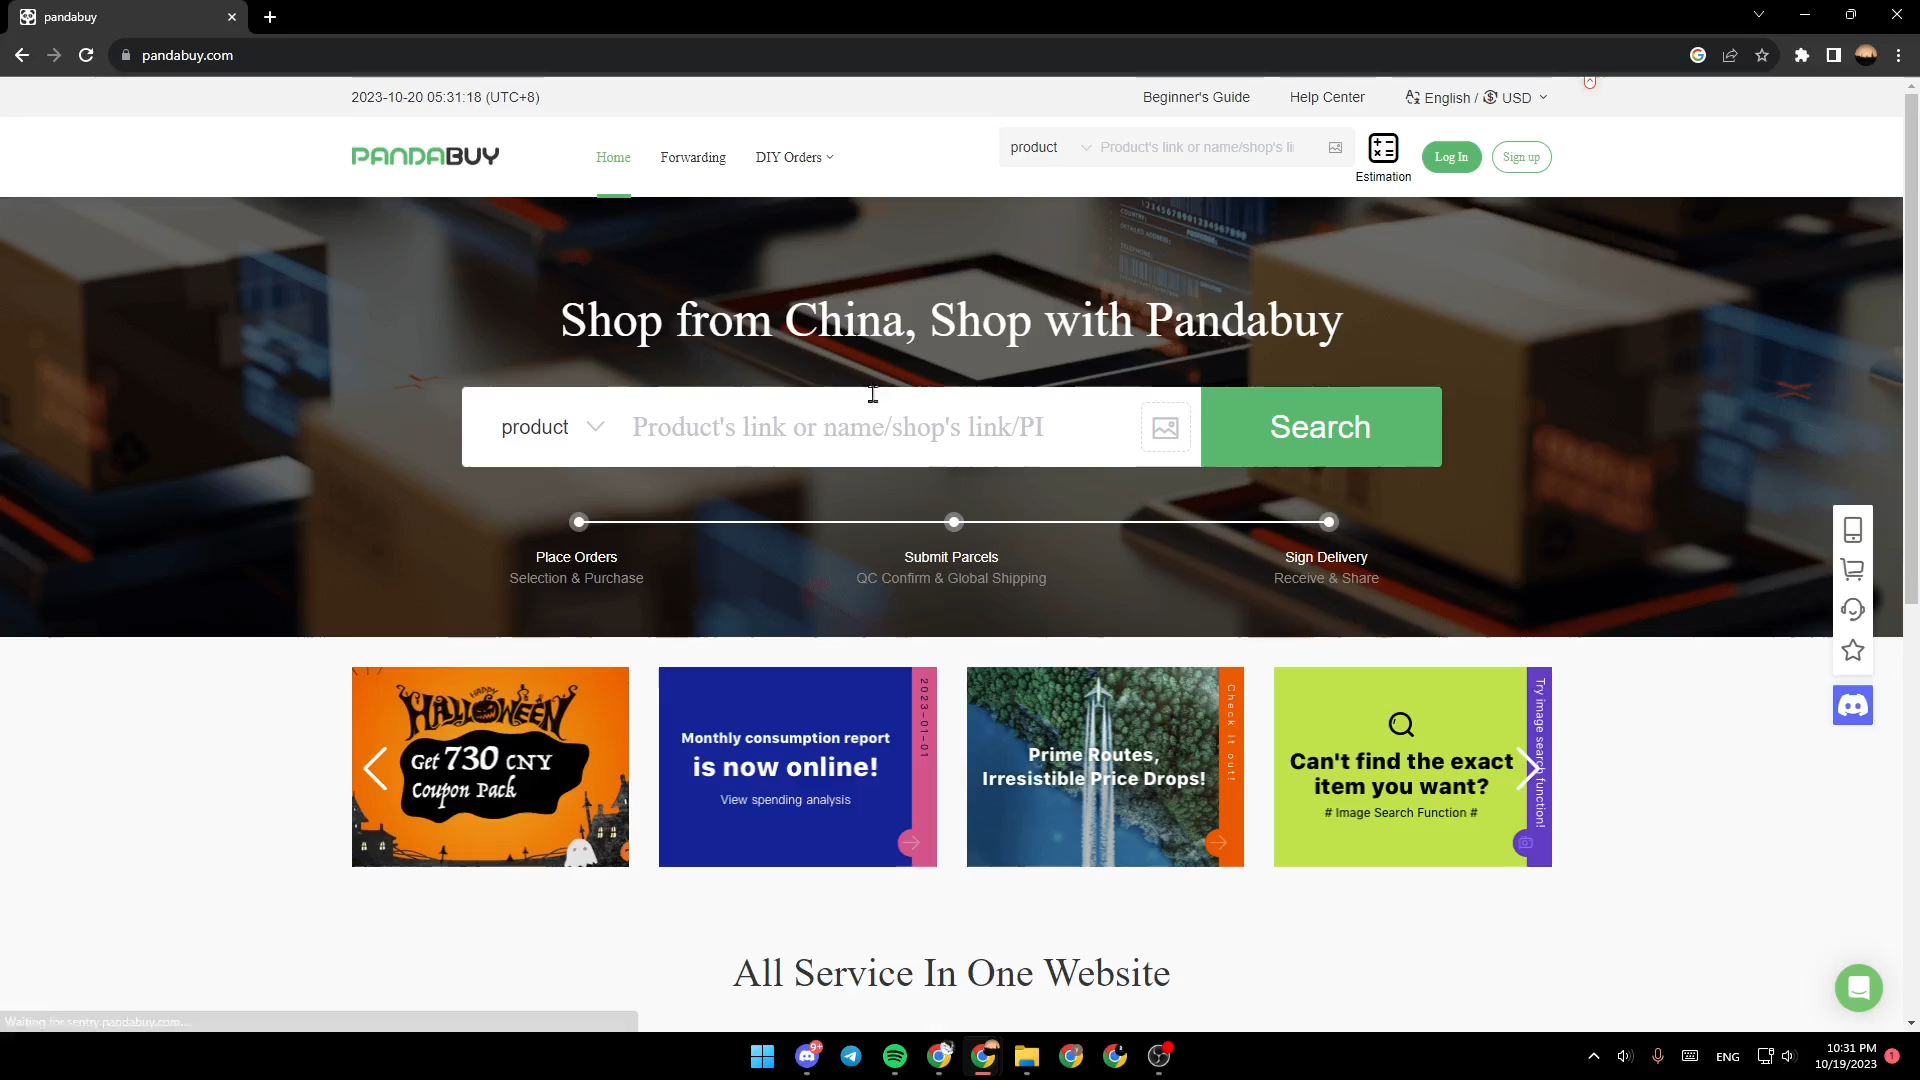 pandabuy
pandabuy.com
2023-10-20 05:31:18 (UTC+8)
Beginner's Guide
Help Center
English / USD
PANDABUY
Home
Forwarding
DIY Orders
product
Product's link or name/shop's li
Estimation
Log In
Sign up
Shop from China, Shop with Pandabuy
product
Product's link or name/shop's link/PI
Search
Place Orders
Selection & Purchase
Submit Parcels
QC Confirm & Global Shipping
Sign Delivery
Receive & Share
HAPPY
HALLOWEEN
Get 730 CNY
Coupon Pack
Monthly consumption report
is now online!
View spending analysis
2023-01-01
Prime Routes,
Irresistible Price Drops!
Check it out!
Can't find the exact
item you want?
# Image Search Function #
Try image search function!
All Service In One Website
Waiting for sentry.pandabuy.com...
9+
ENG
10:31 PM
10/19/2023
1